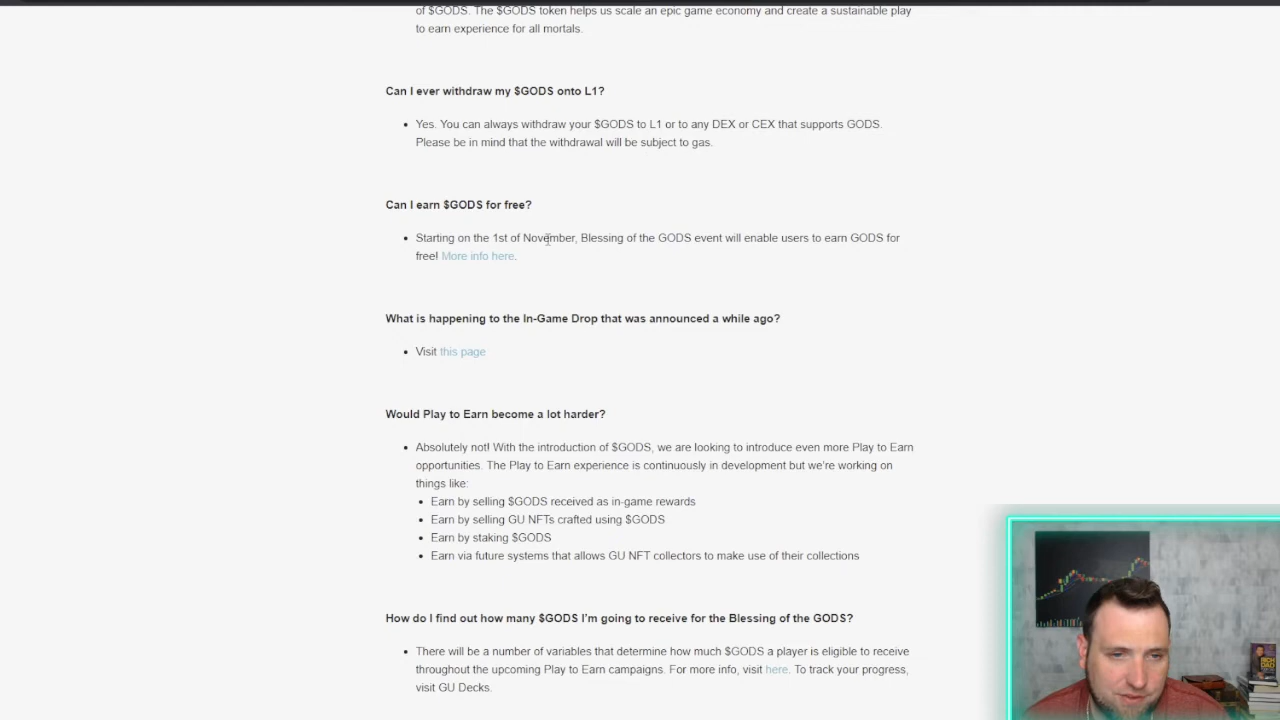 of $GODS. The $GODS token helps us scale an epic game economy and create a sustainable play
to earn experience for all mortals.
Can I ever withdraw my $GODS onto L1?
• Yes. You can always withdraw your $GODS to L1 or to any DEX or CEX that supports GODS.
Please be in mind that the withdrawal will be subject to gas.
Can I earn $GODS for free?
• Starting on the 1st of November, Blessing of the GODS event will enable users to earn GODS for
free! More info here.
What is happening to the In-Game Drop that was announced a while ago?
• Visit this page
Would Play to Earn become a lot harder?
• Absolutely not! With the introduction of $GODS, we are looking to introduce even more Play to Earn
opportunities. The Play to Earn experience is continuously in development but we're working on
things like:
• Earn by selling $GODS received as in-game rewards
• Earn by selling GU NFTs crafted using $GODS
• Earn by staking $GODS
• Earn via future systems that allows GU NFT collectors to make use of their collections
How do I find out how many $GODS I'm going to receive for the Blessing of the GODS?
• There will be a number of variables that determine how much $GODS a player is eligible to receive
throughout the upcoming Play to Earn campaigns. For more info, visit here. To track your progress,
visit GU Decks.
RICH
DAD